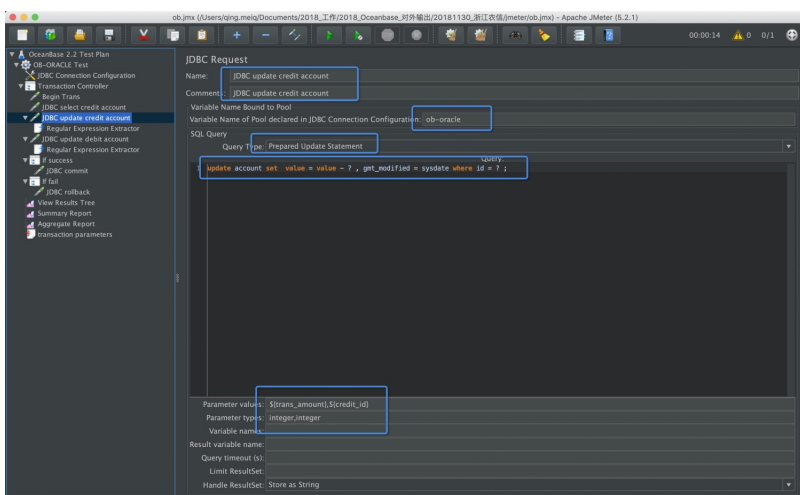 ob.jmx (/Users/qing.meiq/Documents/2018_工作/2018_Oceanbase_对外输出/20181130_浙江农信/jmeter/ob.jmx) - Apache JMeter (5.2.1)
00:00:14 0 0/1
OceanBase 2.2 Test Plan
OB-ORACLE Test
JDBC Connection Configuration
Transaction Controller
Begin Trans
JDBC select credit account
JDBC update credit account
Regular Expression Extractor
JDBC update debit account
Regular Expression Extractor
If success
JDBC commit
If fail
JDBC rollback
View Results Tree
Summary Report
Aggregate Report
transaction parameters
JDBC Request
Name: JDBC update credit account
Comments: JDBC update credit account
Variable Name Bound to Pool
Variable Name of Pool declared in JDBC Connection Configuration: ob-oracle
SQL Query
Query Type: Prepared Update Statement
Query:
1 update account set value = value - ? , gmt_modified = sysdate where id = ? ;
Parameter values: ${trans_amount},${credit_id}
Parameter types: integer,integer
Variable names:
Result variable name:
Query timeout (s):
Limit ResultSet:
Handle ResultSet: Store as String